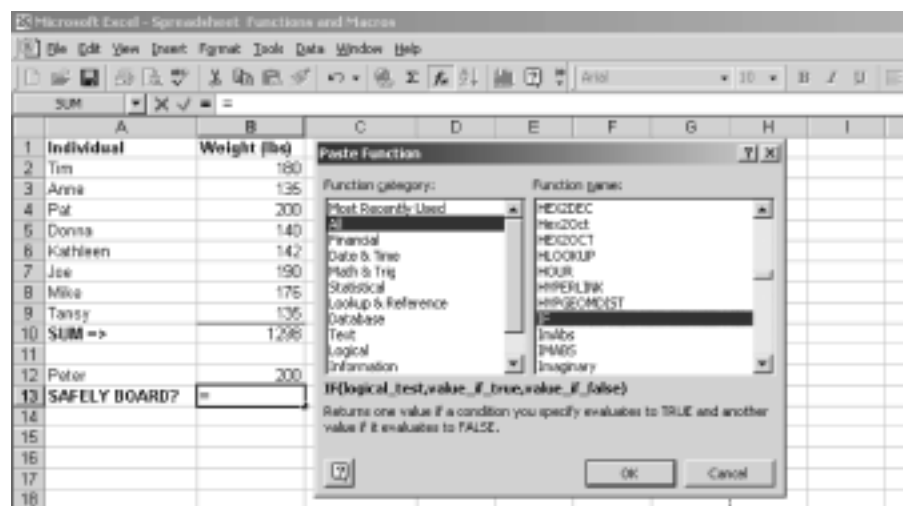 Microsoft Excel - Spreadsheet Functions and Macros
File Edit View Insert Format Tools Data Window Help
Arial 10 B I U
SUM = =
A B C D E F G H I
1 Individual Weight (lbs)
2 Tim 180
3 Anne 135
4 Pat 200
5 Donna 140
6 Kathleen 142
7 Joe 190
8 Mike 176
9 Tansy 135
10 SUM => 1298
11
12 Peter 200
13 SAFELY BOARD? =
14
15
16
17
18
Paste Function
Function category:
Most Recently Used
All
Financial
Date & Time
Math & Trig
Statistical
Lookup & Reference
Database
Text
Logical
Information
Function name:
HEX2DEC
Hex2Oct
HEX2OCT
HLOOKUP
HOUR
HYPERLINK
HYPGEOMDIST
IF
ImAbs
IMABS
Imaginary
IF(logical_test,value_if_true,value_if_false)
Returns one value if a condition you specify evaluates to TRUE and another
value if it evaluates to FALSE.
OK Cancel